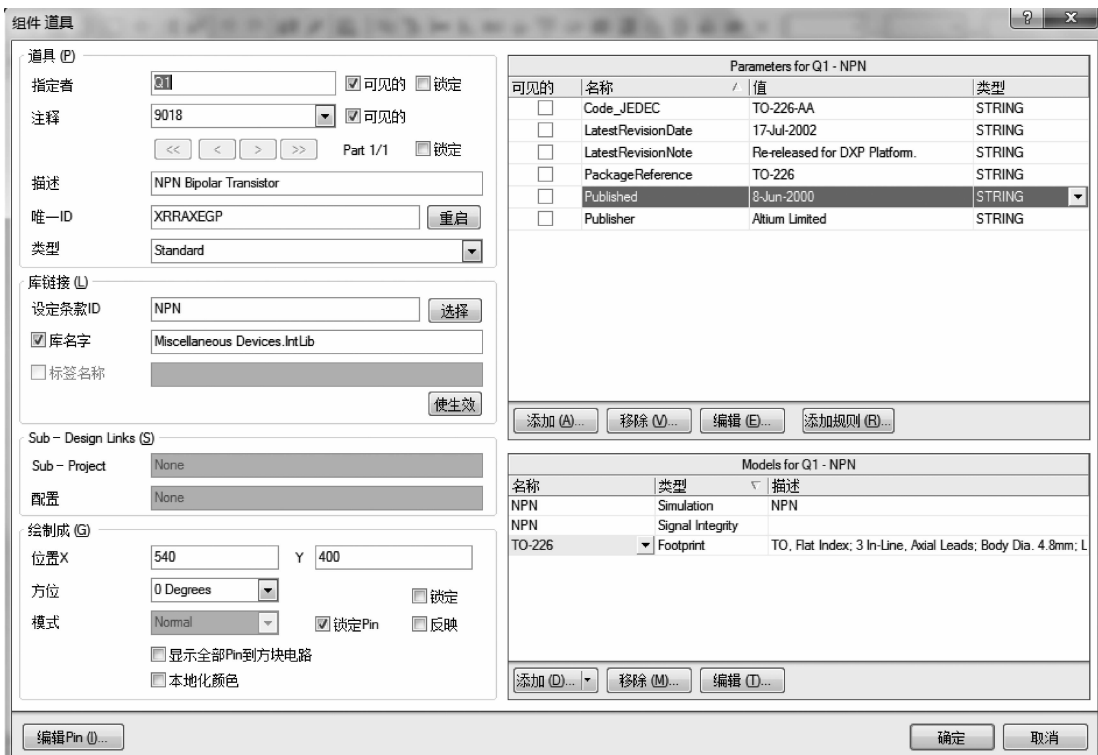 组件 道具
道具 (P)
指定者 Q1 可见的 锁定
注释 9018 可见的
<< < > >> Part 1/1 锁定
描述 NPN Bipolar Transistor
唯一ID XRRAXEGP 重启
类型 Standard
库链接 (L)
设定条款ID NPN 选择
库名字 Miscellaneous Devices.IntLib
标签名称
使生效
Sub - Design Links (S)
Sub - Project None
配置 None
绘制成 (G)
位置X 540 Y 400
方位 0 Degrees 锁定
模式 Normal 锁定Pin 反映
显示全部Pin到方块电路
本地化颜色
Parameters for Q1 - NPN
可见的 名称 值 类型
Code_JEDEC TO-226-AA STRING
LatestRevisionDate 17-Jul-2002 STRING
LatestRevisionNote Re-released for DXP Platform. STRING
PackageReference TO-226 STRING
Published 8-Jun-2000 STRING
Publisher Altium Limited STRING
添加 (A)... 移除 (V)... 编辑 (E)... 添加规则 (R)...
Models for Q1 - NPN
名称 类型 描述
NPN Simulation NPN
NPN Signal Integrity
TO-226 Footprint TO, Flat Index; 3 In-Line, Axial Leads; Body Dia. 4.8mm; L
添加 (D)... 移除 (M)... 编辑 (T)...
编辑Pin (I)... 确定 取消